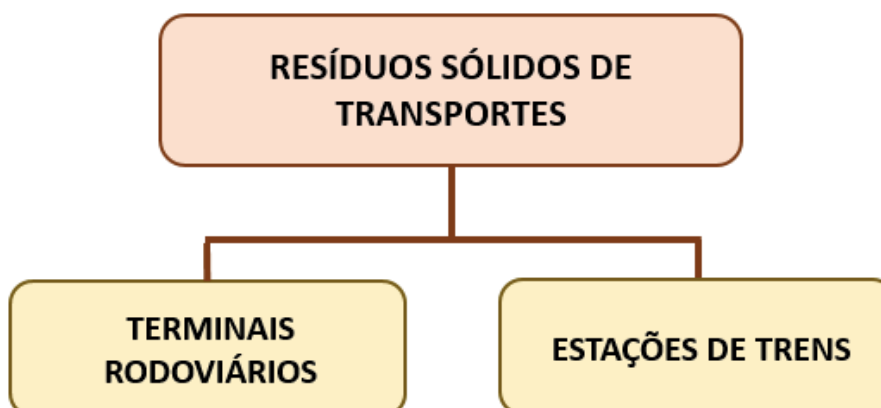 RESÍDUOS SÓLIDOS DE
TRANSPORTES
TERMINAIS
RODOVIÁRIOS
ESTAÇÕES DE TRENS